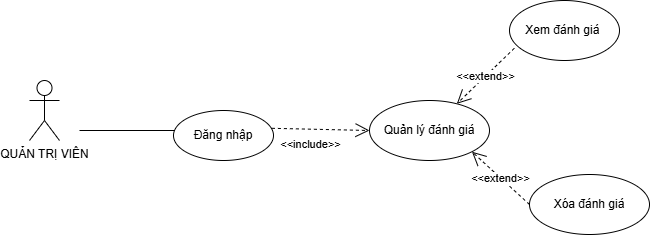 Xem đánh giá
<<extend>>
Đăng nhập
Quản lý đánh giá
<<include>>
QUẢN TRỊ VIÊN
<<extend>>
Xóa đánh giá